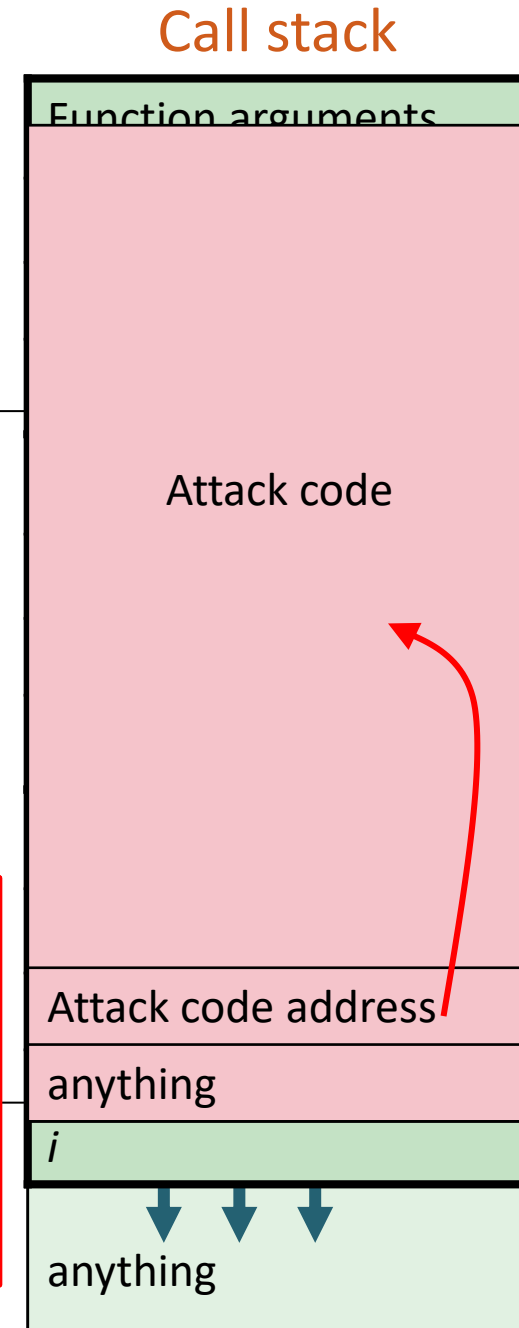 Call stack
Function arguments
Attack code
Attack code address
anything
i
anything